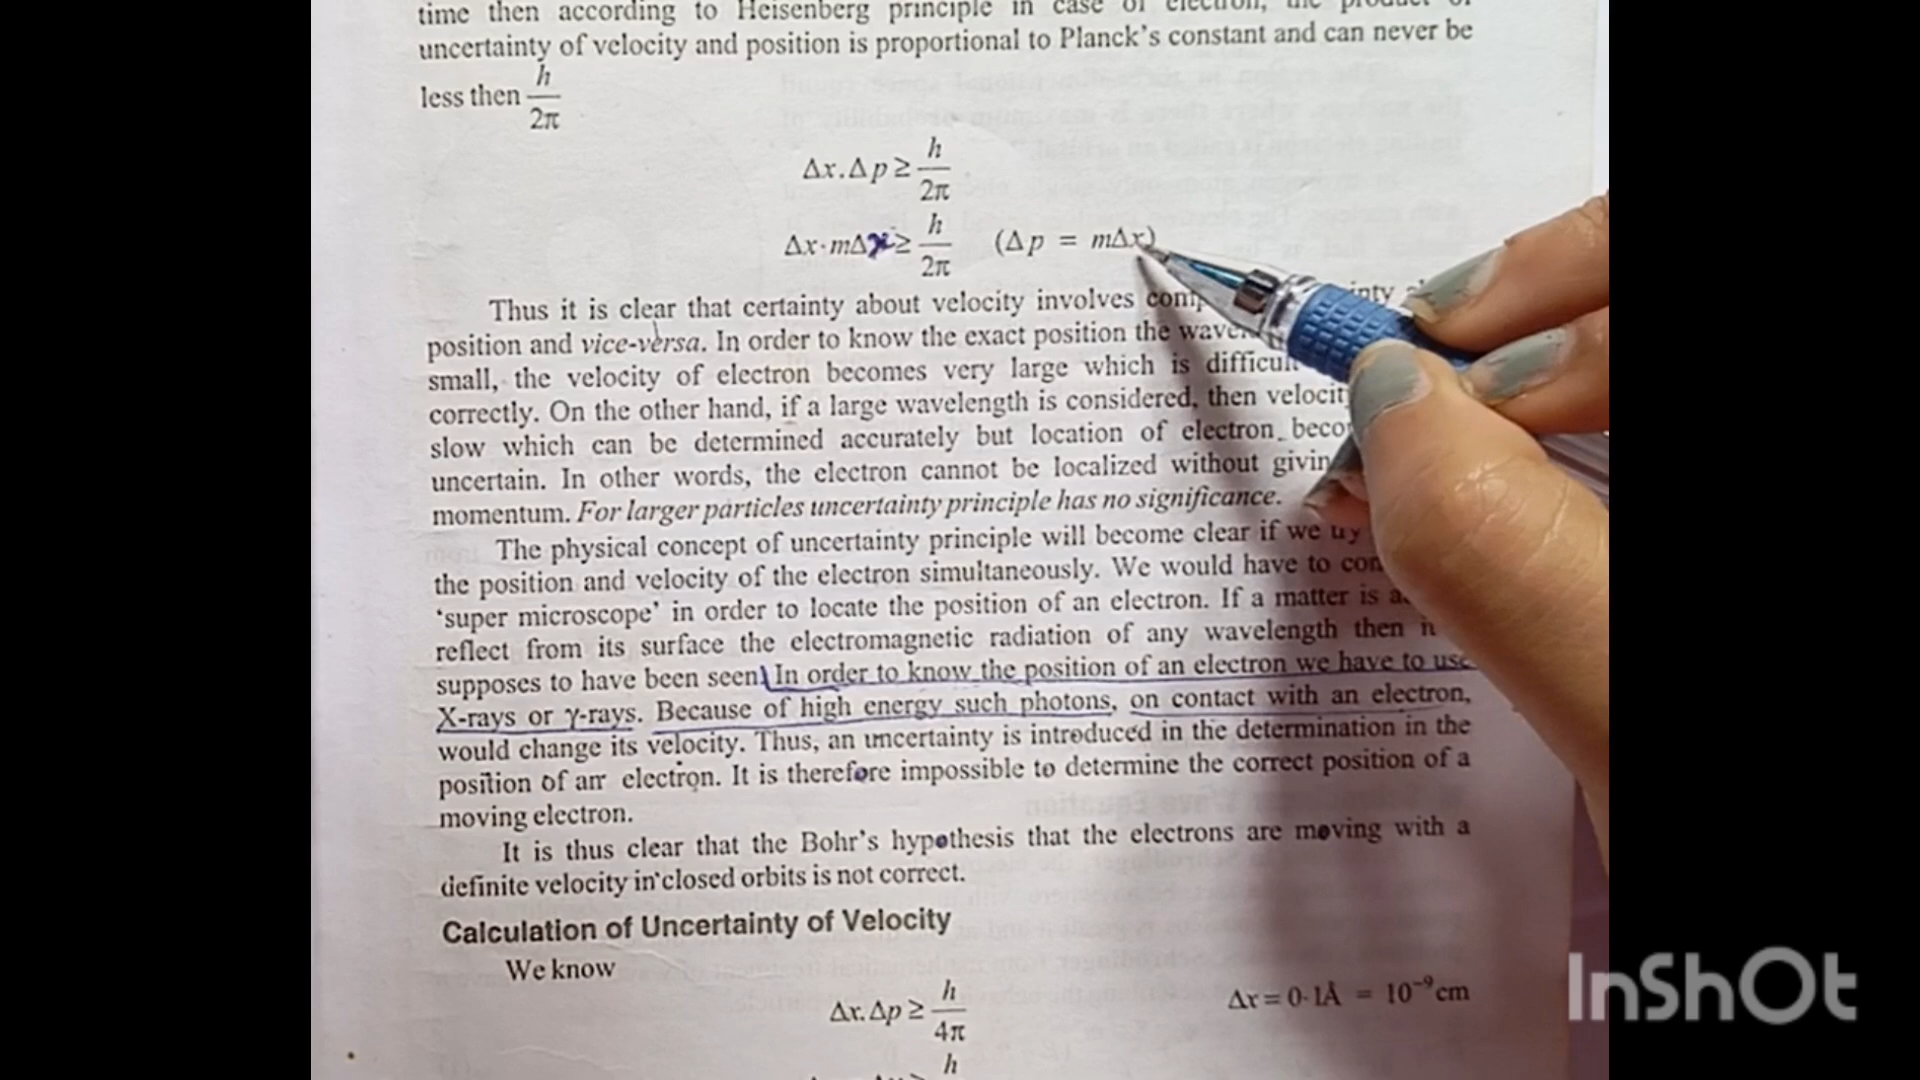 time then according to Heisenberg principle in case of electron, the product of
uncertainty of velocity and position is proportional to Planck's constant and can never be
less then h/2π
Δx.Δp ≥ h/2π
Δx·mΔx ≥ h/2π (Δp = mΔx)
Thus it is clear that certainty about velocity involves
position and vice-versa. In order to know the exact position the
small, the velocity of electron becomes very large which is
correctly. On the other hand, if a large wavelength is considered, then
slow which can be determined accurately but location of electron
uncertain. In other words, the electron cannot be localized without
momentum. For larger particles uncertainty principle has no significance.
The physical concept of uncertainty principle will become clear if we
the position and velocity of the electron simultaneously. We would have to
'super microscope' in order to locate the position of an electron. If a matter is
reflect from its surface the electromagnetic radiation of any wavelength then
supposes to have been seen. In order to know the position of an electron we have to use
X-rays or γ-rays. Because of high energy such photons, on contact with an electron,
would change its velocity. Thus, an uncertainty is introduced in the determination in the
position of an electron. It is therefore impossible to determine the correct position of a
moving electron.
It is thus clear that the Bohr's hypothesis that the electrons are moving with a
definite velocity in closed orbits is not correct.
Calculation of Uncertainty of Velocity
We know
Δx.Δp ≥ h/4π Δx = 0·1Å = 10⁻⁹cm
h
InShOt